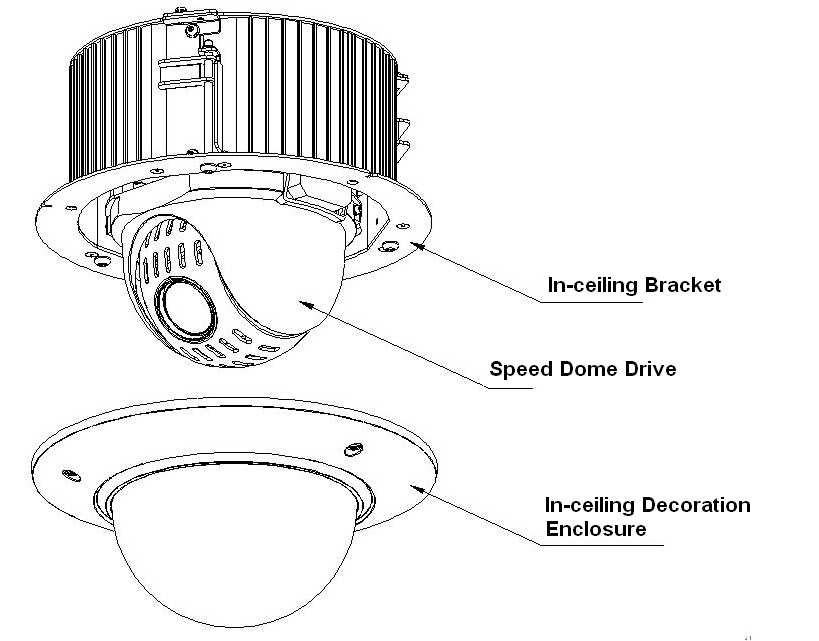 In-ceiling Bracket
Speed Dome Drive
In-ceiling Decoration
Enclosure